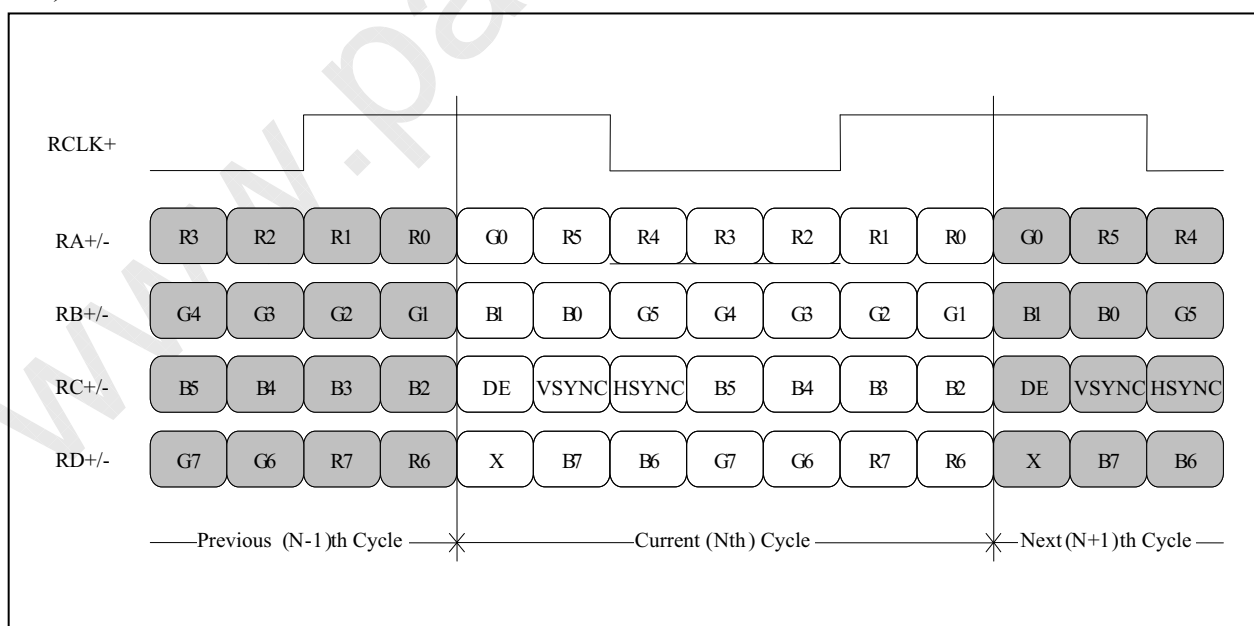 www.pa
RCLK+
RA+/- R3 R2 R1 R0 G0 R5 R4 R3 R2 R1 R0 G0 R5 R4
RB+/- G4 G3 G2 G1 B1 B0 G5 G4 G3 G2 G1 B1 B0 G5
RC+/- B5 B4 B3 B2 DE VSYNC HSYNC B5 B4 B3 B2 DE VSYNC HSYNC
RD+/- G7 G6 R7 R6 X B7 B6 G7 G6 R7 R6 X B7 B6
Previous (N-1)th Cycle Current (Nth) Cycle Next (N+1)th Cycle